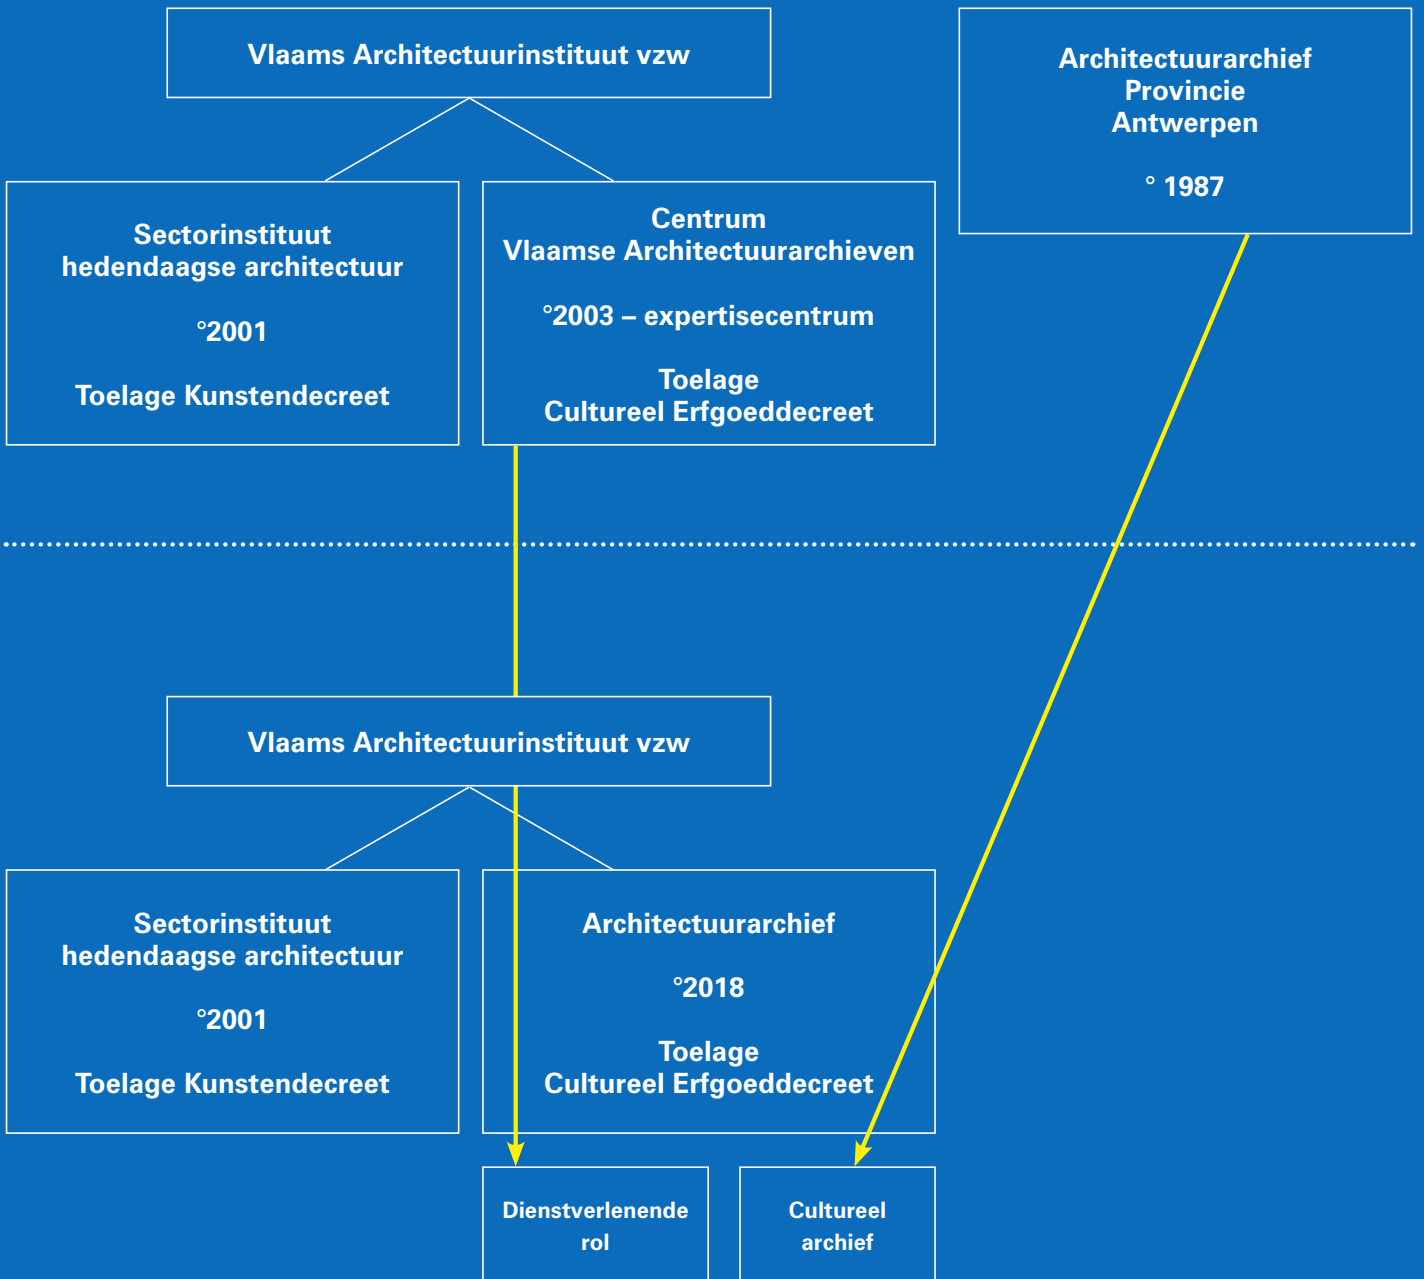 Vlaams Architectuurinstituut vzw
Architectuurarchief
Provincie
Antwerpen
° 1987
Sectorinstituut
hedendaagse architectuur
°2001
Toelage Kunstendecreet
Centrum
Vlaamse Architectuurarchieven
°2003 – expertisecentrum
Toelage
Cultureel Erfgoeddecreet
Vlaams Architectuurinstituut vzw
Sectorinstituut
hedendaagse architectuur
°2001
Toelage Kunstendecreet
Architectuurarchief
°2018
Toelage
Cultureel Erfgoeddecreet
Dienstverlenende
rol
Cultureel
archief